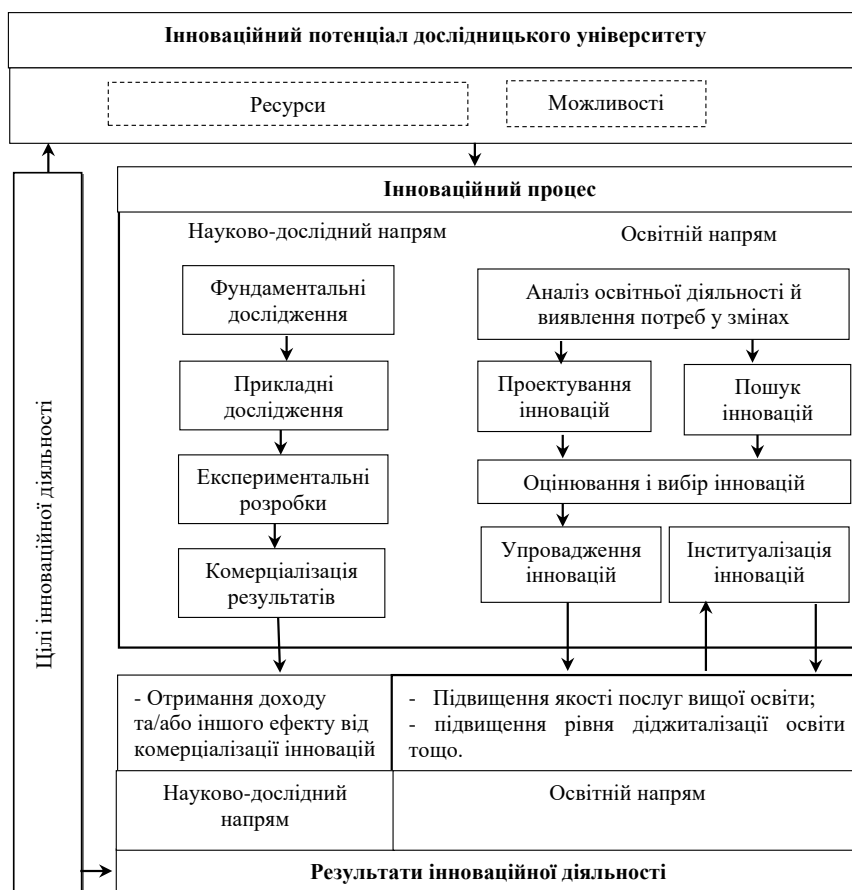 Інноваційний потенціал дослідницького університету
Ресурси
Можливості
Цілі інноваційної діяльності
Інноваційний процес
Науково-дослідний напрям
Освітній напрям
Фундаментальні
дослідження
Аналіз освітньої діяльності й
виявлення потреб у змінах
Прикладні
дослідження
Проектування
інновацій
Пошук
інновацій
Експериментальні
розробки
Оцінювання і вибір інновацій
Комерціалізація
результатів
Упровадження
інновацій
Інституалізація
інновацій
- Отримання доходу
та/або іншого ефекту від
комерціалізації інновацій
- Підвищення якості послуг вищої освіти;
- підвищення рівня діджиталізації освіти
тощо.
Науково-дослідний
напрям
Освітній напрям
Результати інноваційної діяльності